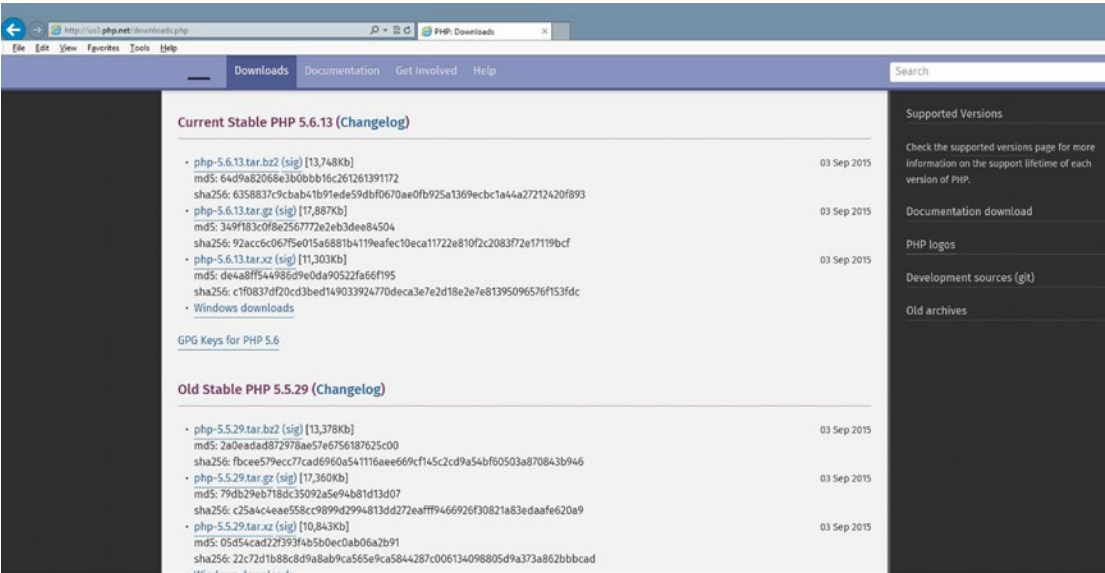 http://us3.php.net/downloads.php
PHP: Downloads
File Edit View Favorites Tools Help
Downloads Documentation Get Involved Help
Search
Current Stable PHP 5.6.13 (Changelog)
php-5.6.13.tar.bz2 (sig) [13,748Kb] 03 Sep 2015
md5: 64d9a82068e3b0bbb16c261261391172
sha256: 6358837c9cbab41b91ede59dbf0670ae0fb925a1369ecbc1a44a27212420f893
php-5.6.13.tar.gz (sig) [17,887Kb] 03 Sep 2015
md5: 349f183c0f8e2567772e2eb3dee84504
sha256: 92acc6c067f5e015a6881b4119eafec10eca11722e810f2c2083f72e17119bcf
php-5.6.13.tar.xz (sig) [11,303Kb] 03 Sep 2015
md5: de4a8ff544986d9e0da90522fa66f195
sha256: c1f0837df20cd3bed149033924770deca3e7e2d18e2e7e81395096576f153fdc
Windows downloads
GPG Keys for PHP 5.6
Old Stable PHP 5.5.29 (Changelog)
php-5.5.29.tar.bz2 (sig) [13,378Kb] 03 Sep 2015
md5: 2a0eadad872978ae57e6756187625c00
sha256: fbcee579ecc77cad6960a541116aee669cf145c2cd9a54bf60503a870843b946
php-5.5.29.tar.gz (sig) [17,360Kb] 03 Sep 2015
md5: 79db29eb718dc35092a5e94b81d13d07
sha256: c25a4c4eae558cc9899d2994813dd272eafff9466926f30821a83edaafe620a9
php-5.5.29.tar.xz (sig) [10,843Kb] 03 Sep 2015
md5: 05d54cad22f393f4b5b0ec0ab06a2b91
sha256: 22c72d1b88c8d9a8ab9ca565e9ca5844287c006134098805d9a373a862bbbcad
Windows downloads
Supported Versions
Check the supported versions page for more
information on the support lifetime of each
version of PHP.
Documentation download
PHP logos
Development sources (git)
Old archives